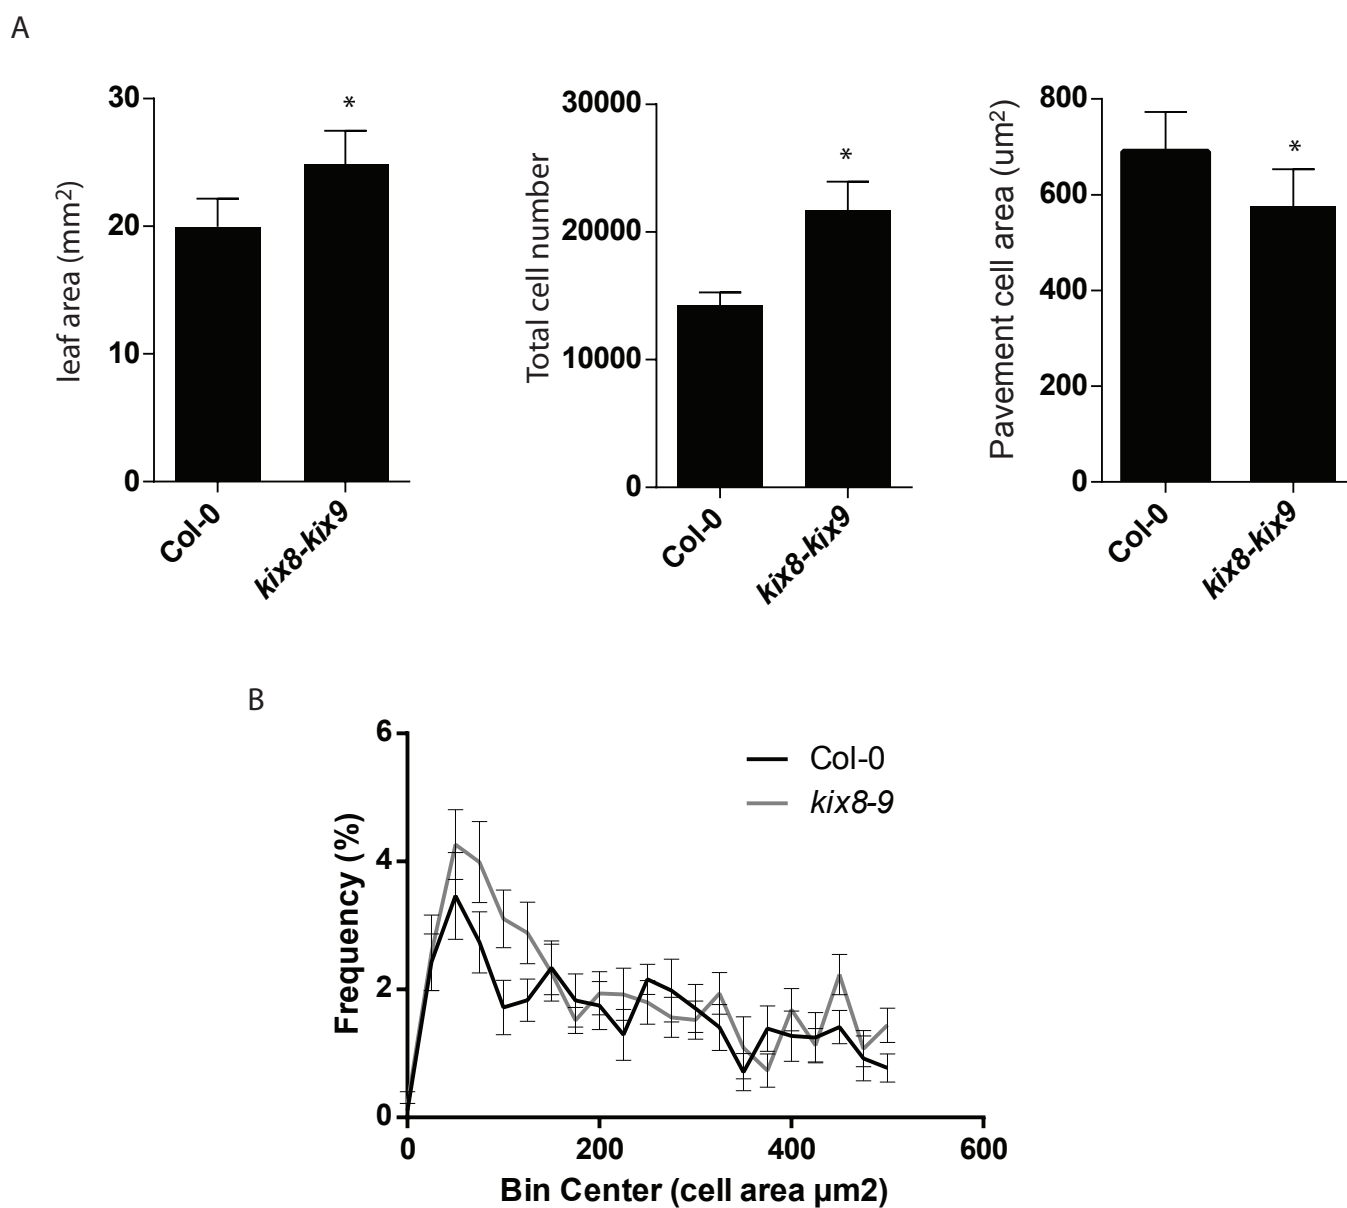 A
30
20
10
0
leaf area (mm²)
*
Col-0
kix8-kix9
30000
20000
10000
0
Total cell number
*
Col-0
kix8-kix9
800
600
400
200
0
Pavement cell area (um²)
*
Col-0
kix8-kix9
B
6
4
2
0
Frequency (%)
Col-0
kix8-9
0 200 400 600
Bin Center (cell area µm2)